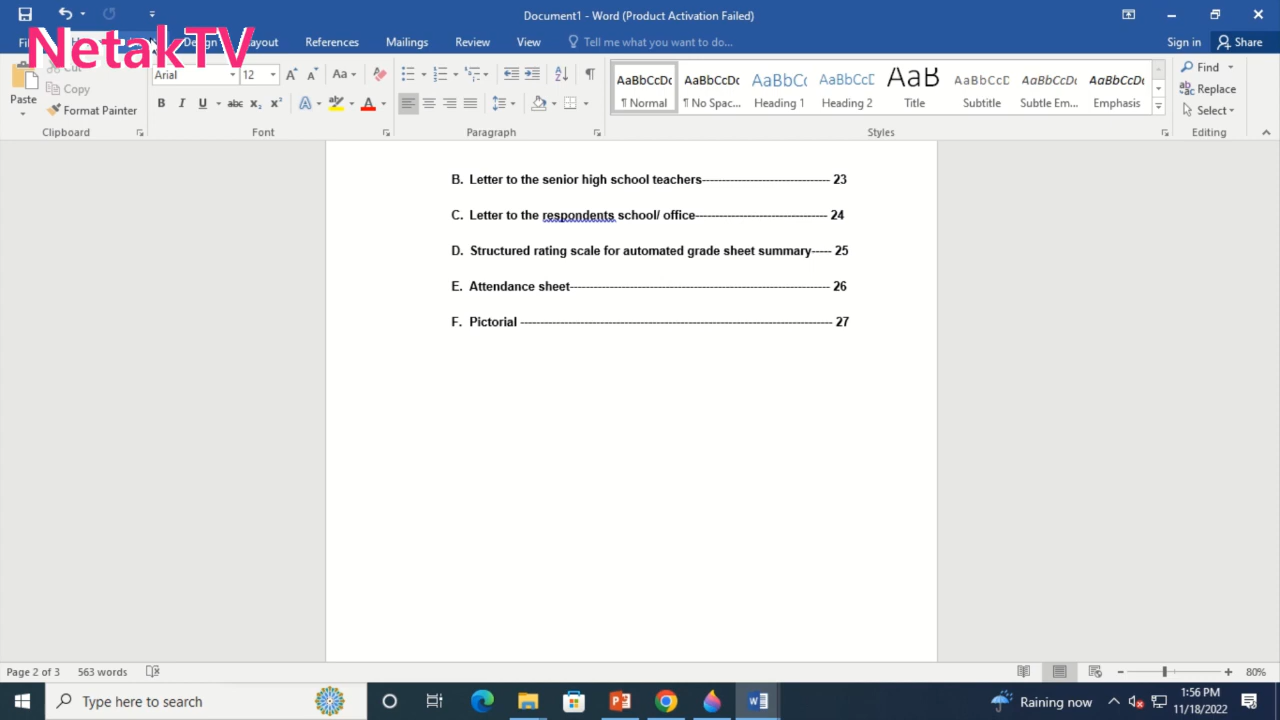 Document1 - Word (Product Activation Failed)
NetakTV
Layout References Mailings Review View Tell me what you want to do... Sign in Share
Cut
Copy
Format Painter
Paste
Arial 12
Aa
AaBbCcDc AaBbCcDc AaBbCc AaBbCcD AaB AaBbCcD AaBbCcDc AaBbCcDc
¶ Normal ¶ No Spac... Heading 1 Heading 2 Title Subtitle Subtle Em... Emphasis
Find
Replace
Select
Clipboard Font Paragraph Styles Editing
B. Letter to the senior high school teachers-------------------------------- 23
C. Letter to the respondents school/ office--------------------------------- 24
D. Structured rating scale for automated grade sheet summary----- 25
E. Attendance sheet----------------------------------------------------------------- 26
F. Pictorial ------------------------------------------------------------------------------ 27
Page 2 of 3 563 words 80%
Type here to search
Raining now
1:56 PM
11/18/2022